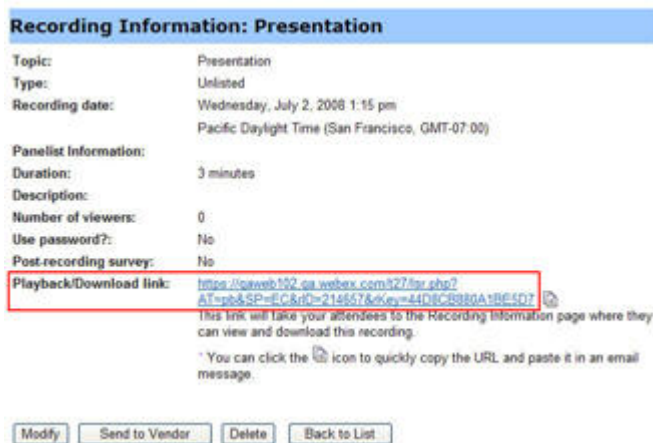 Recording Information: Presentation
Topic: Presentation
Type: Unlisted
Recording date: Wednesday, July 2, 2008 1:15 pm
Pacific Daylight Time (San Francisco, GMT-07:00)
Panelist Information:
Duration: 3 minutes
Description:
Number of viewers: 0
Use password?: No
Post-recording survey: No
Playback/Download link: https://qaweb102.qa.webex.com/t27/lsr.php?
AT=pb&SP=EC&rID=214657&rKey=44D8CB880A1BE5D7
This link will take your attendees to the Recording Information page where they
can view and download this recording.
* You can click the icon to quickly copy the URL and paste it in an email
message.
Modify Send to Vendor Delete Back to List